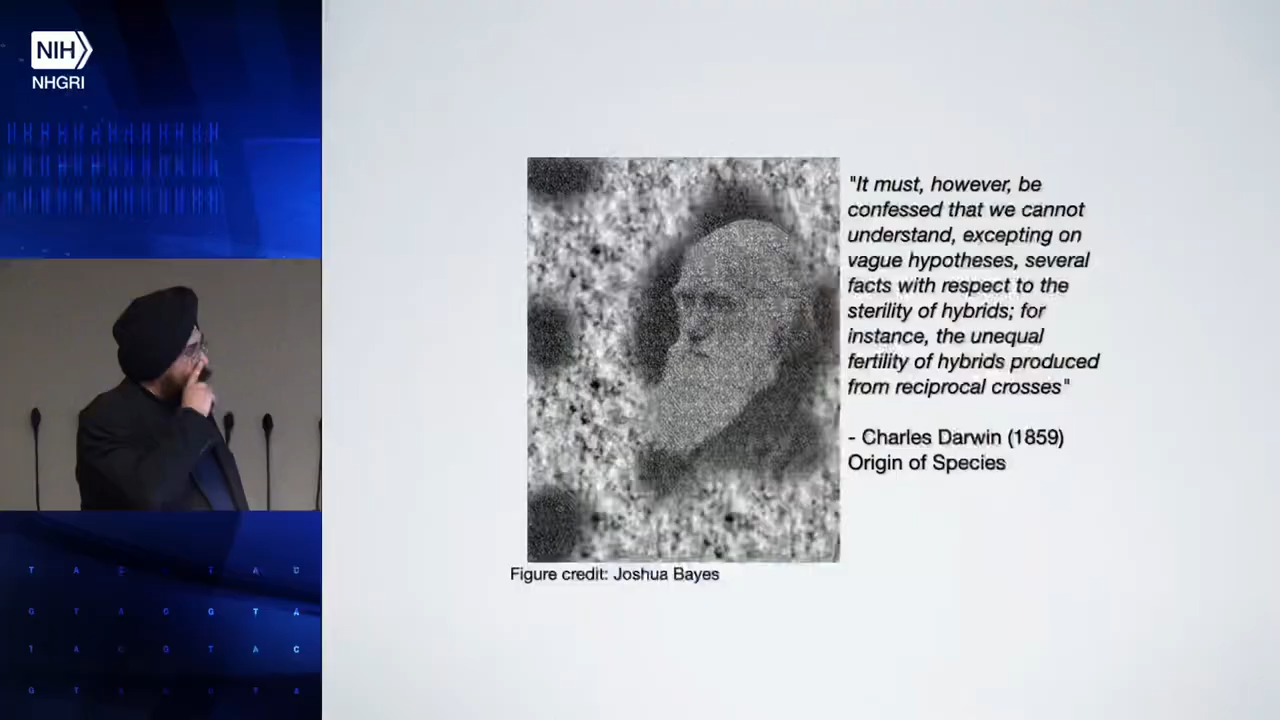 NIH
NHGRI
"It must, however, be
confessed that we cannot
understand, excepting on
vague hypotheses, several
facts with respect to the
sterility of hybrids; for
instance, the unequal
fertility of hybrids produced
from reciprocal crosses"
- Charles Darwin (1859)
Origin of Species
Figure credit: Joshua Bayes